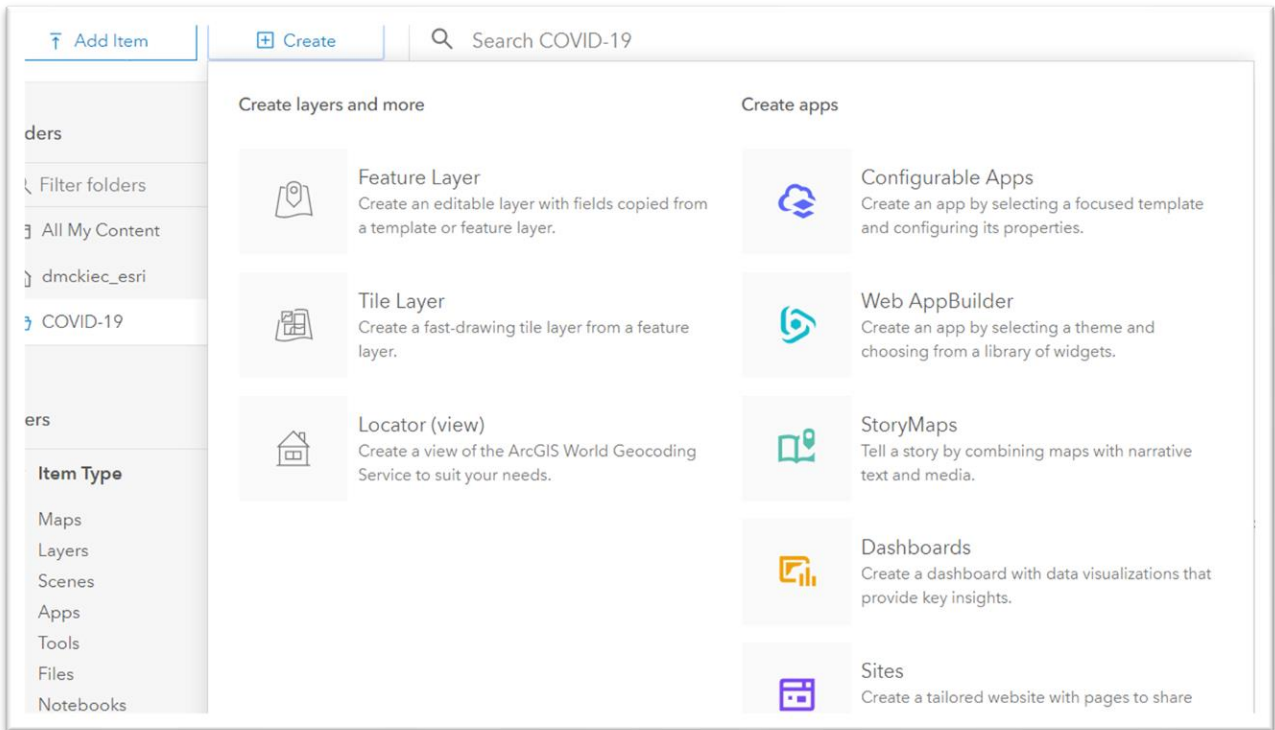 Add Item
Create
Search COVID-19
ders
Filter folders
All My Content
dmckiec_esri
COVID-19
ers
Item Type
Maps
Layers
Scenes
Apps
Tools
Files
Notebooks
Create layers and more
Feature Layer
Create an editable layer with fields copied from
a template or feature layer.
Tile Layer
Create a fast-drawing tile layer from a feature
layer.
Locator (view)
Create a view of the ArcGIS World Geocoding
Service to suit your needs.
Create apps
Configurable Apps
Create an app by selecting a focused template
and configuring its properties.
Web AppBuilder
Create an app by selecting a theme and
choosing from a library of widgets.
StoryMaps
Tell a story by combining maps with narrative
text and media.
Dashboards
Create a dashboard with data visualizations that
provide key insights.
Sites
Create a tailored website with pages to share